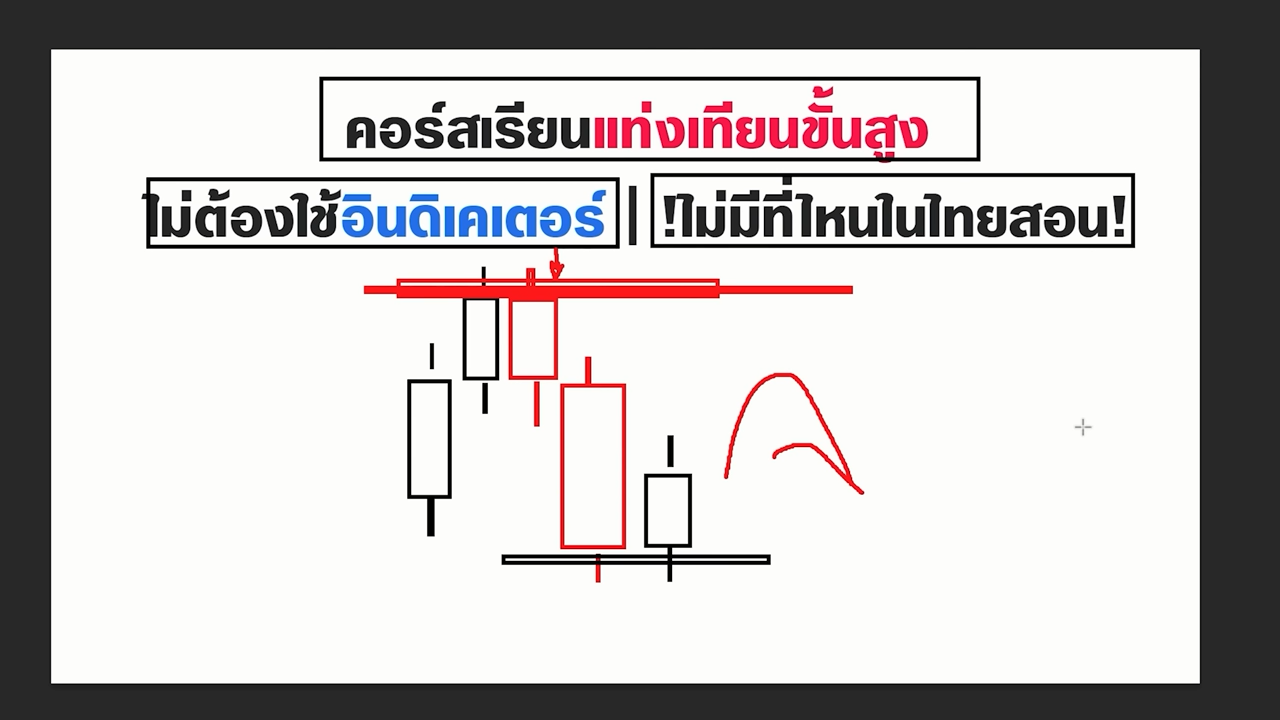 คอร์สเรียนแท่งเทียนขั้นสูง
ไม่ต้องใช้อินดิเคเตอร์ | !ไม่มีที่ไหนในไทยสอน!